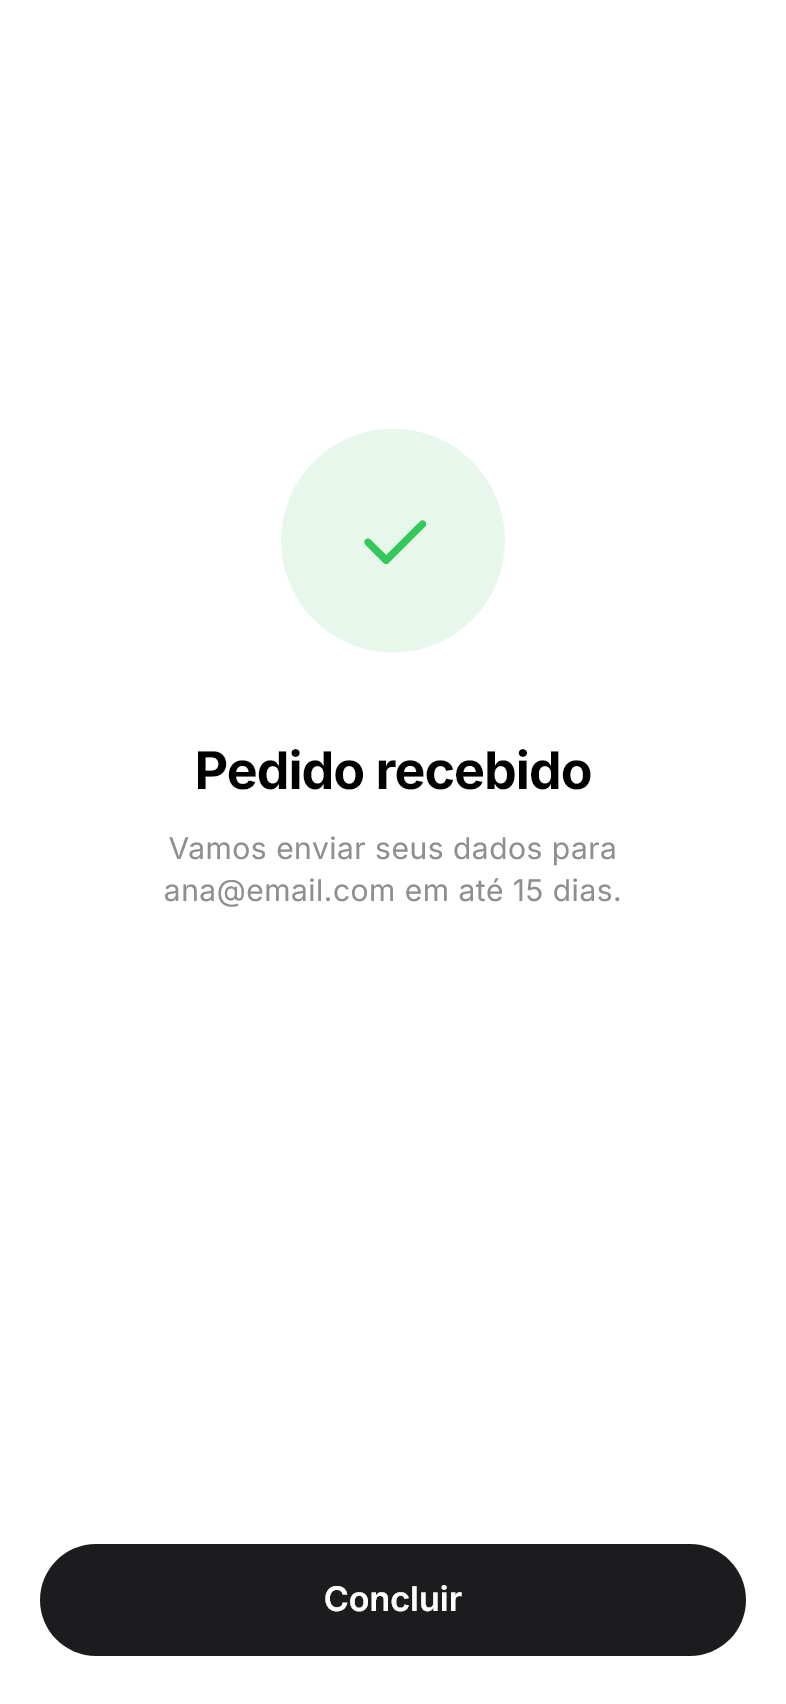 Pedido recebido
Vamos enviar seus dados para
ana@email.com em até 15 dias.
Concluir